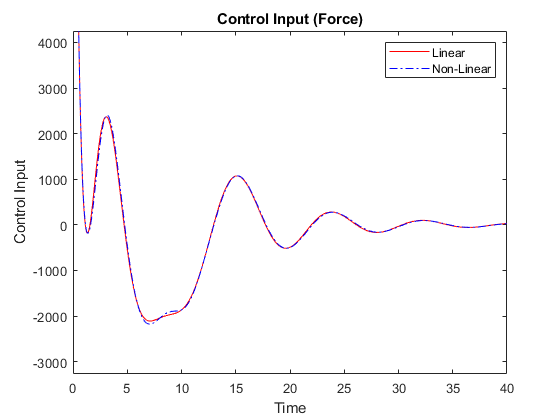 Control Input (Force)
Linear
Non-Linear
4000
3000
2000
1000
0
-1000
-2000
-3000
Control Input
0 5 10 15 20 25 30 35 40
Time